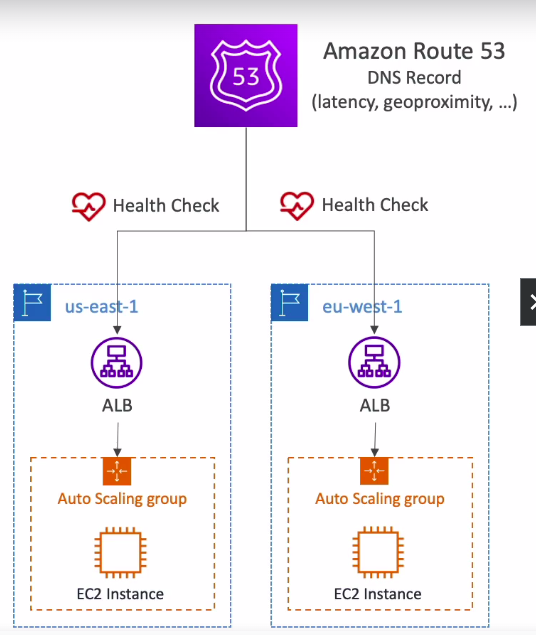 53
Amazon Route 53
DNS Record
(latency, geoproximity, ...)
Health Check
Health Check
us-east-1
eu-west-1
ALB
ALB
Auto Scaling group
Auto Scaling group
EC2 Instance
EC2 Instance